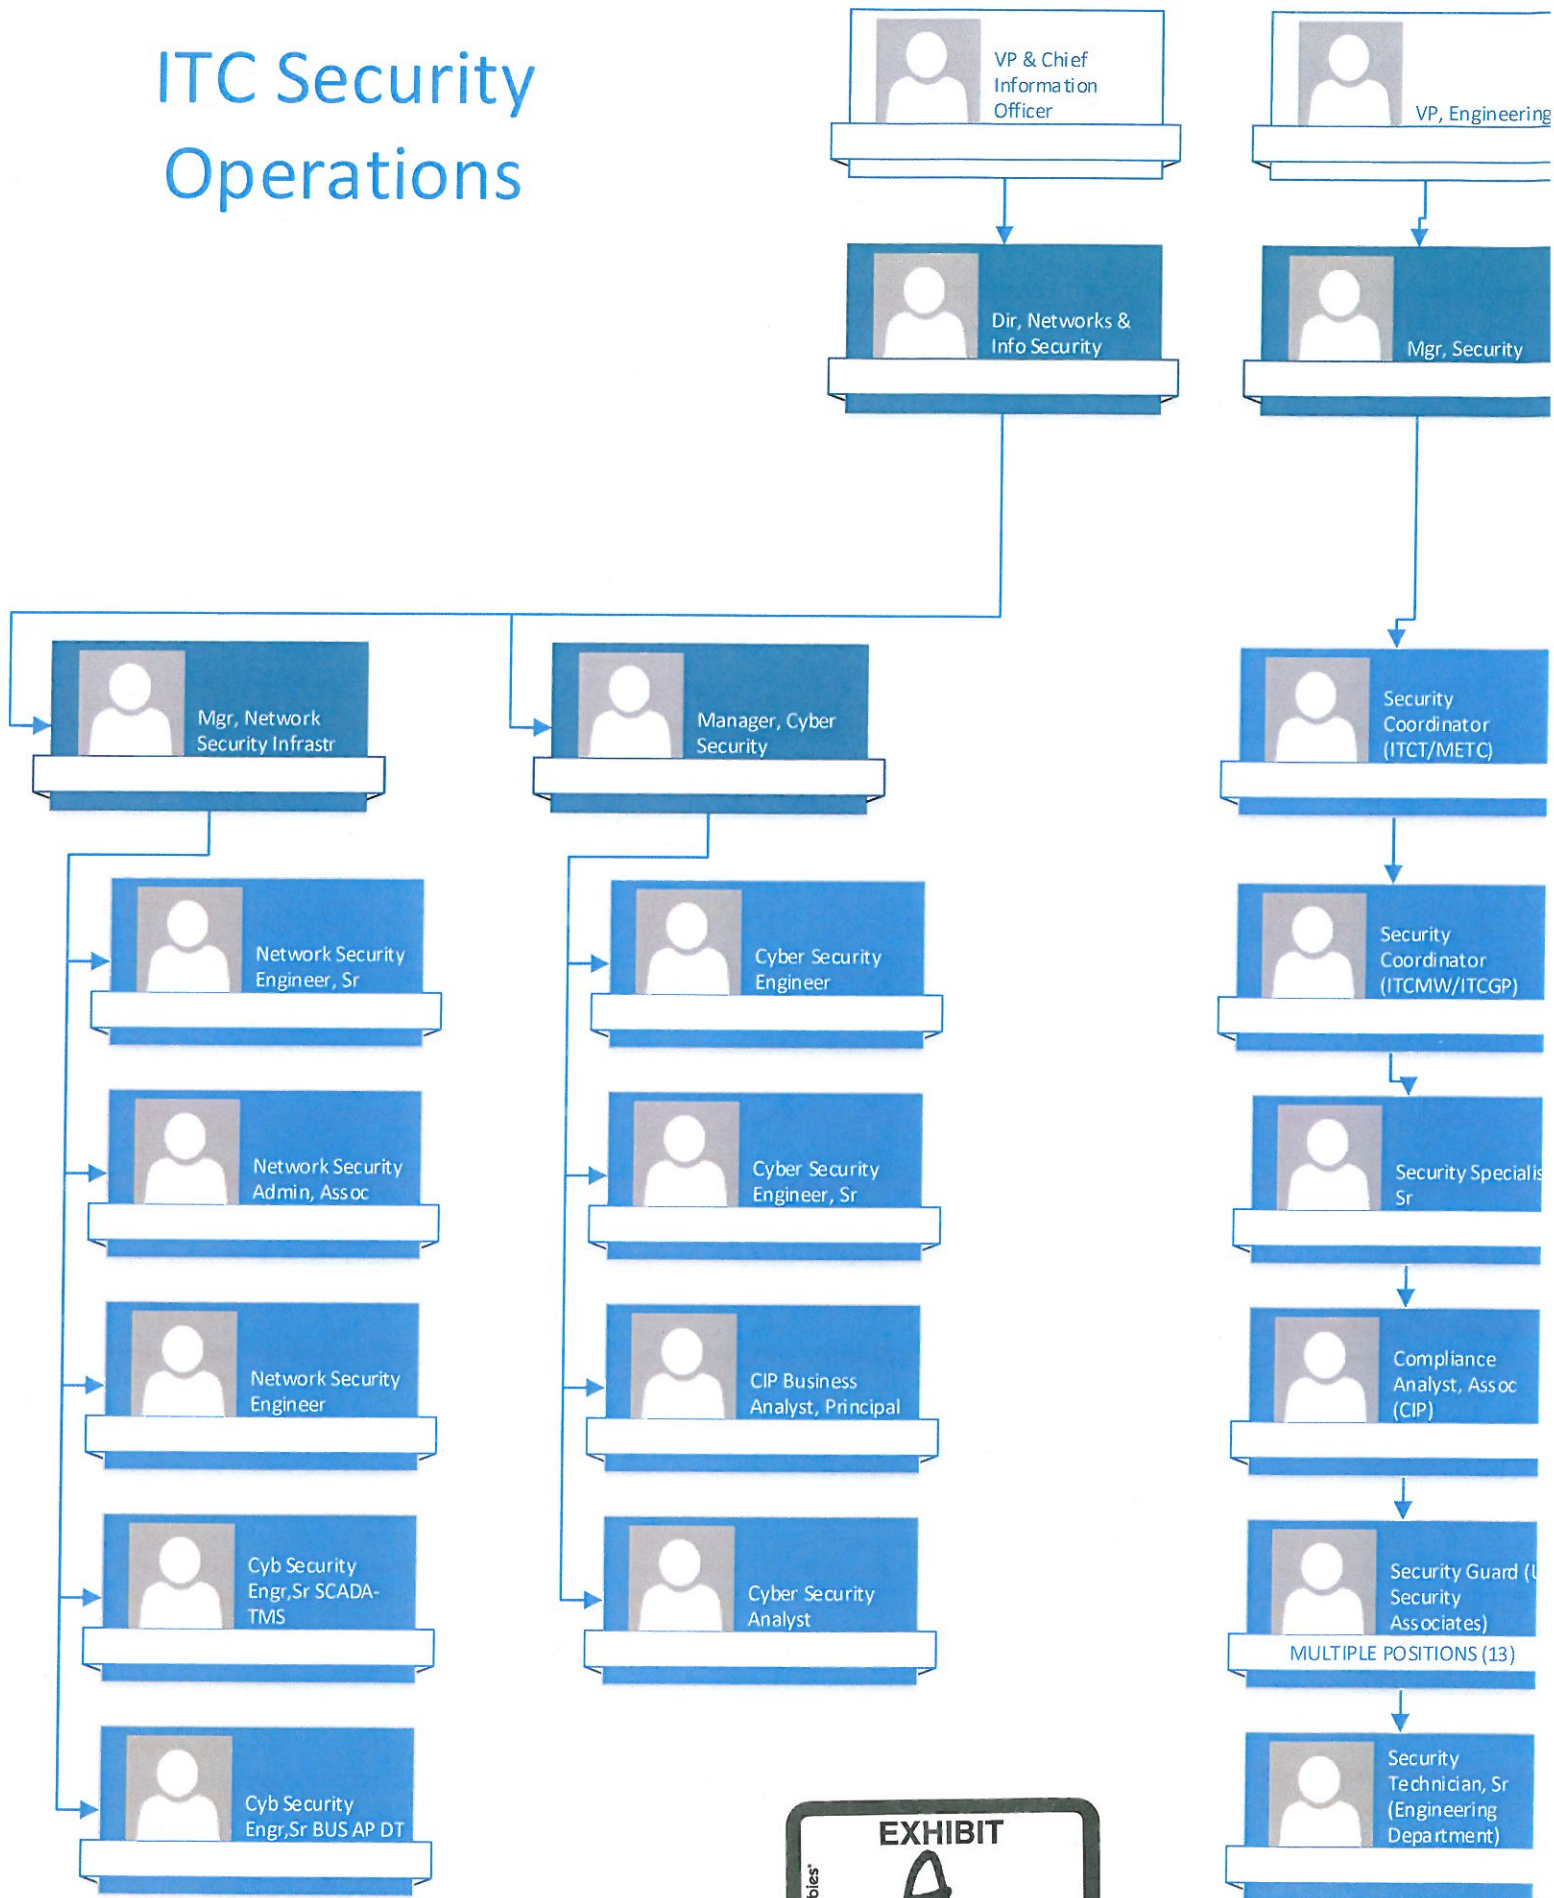 ITC Security
Operations
VP & Chief
Information
Officer
VP, Engineering
Dir, Networks &
Info Security
Mgr, Security
Mgr, Network
Security Infrastr
Manager, Cyber
Security
Security
Coordinator
(ITCT/METC)
Network Security
Engineer, Sr
Cyber Security
Engineer
Security
Coordinator
(ITCMW/ITCGP)
Network Security
Admin, Assoc
Cyber Security
Engineer, Sr
Security Specialis
Sr
Network Security
Engineer
CIP Business
Analyst, Principal
Compliance
Analyst, Assoc
(CIP)
Cyb Security
Engr,Sr SCADA-
TMS
Cyber Security
Analyst
Security Guard (
Security
Associates)
MULTIPLE POSITIONS (13)
Cyb Security
Engr,Sr BUS AP DT
Security
Technician, Sr
(Engineering
Department)
EXHIBIT
A